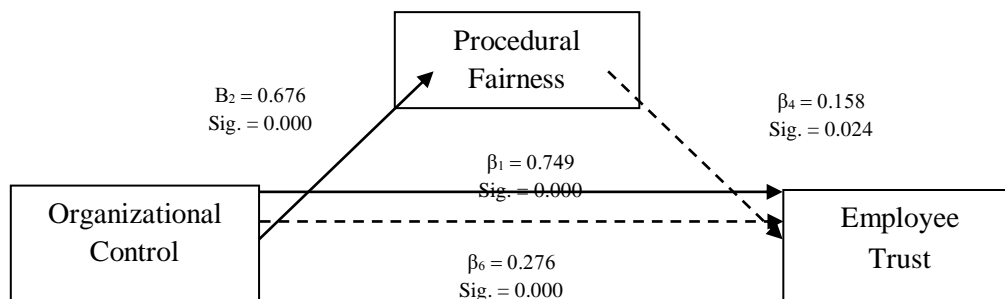 Procedural
Fairness
B₂ = 0.676
Sig. = 0.000
β₄ = 0.158
Sig. = 0.024
β₁ = 0.749
Sig. = 0.000
Organizational
Control
Employee
Trust
β₆ = 0.276
Sig. = 0.000